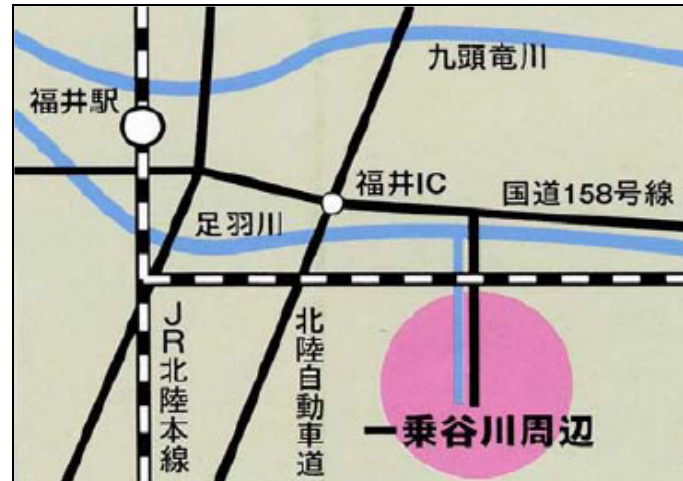 九頭竜川
福井駅
福井IC
国道158号線
足羽川
JR北陸本線
北陸自動車道
一乗谷川周辺